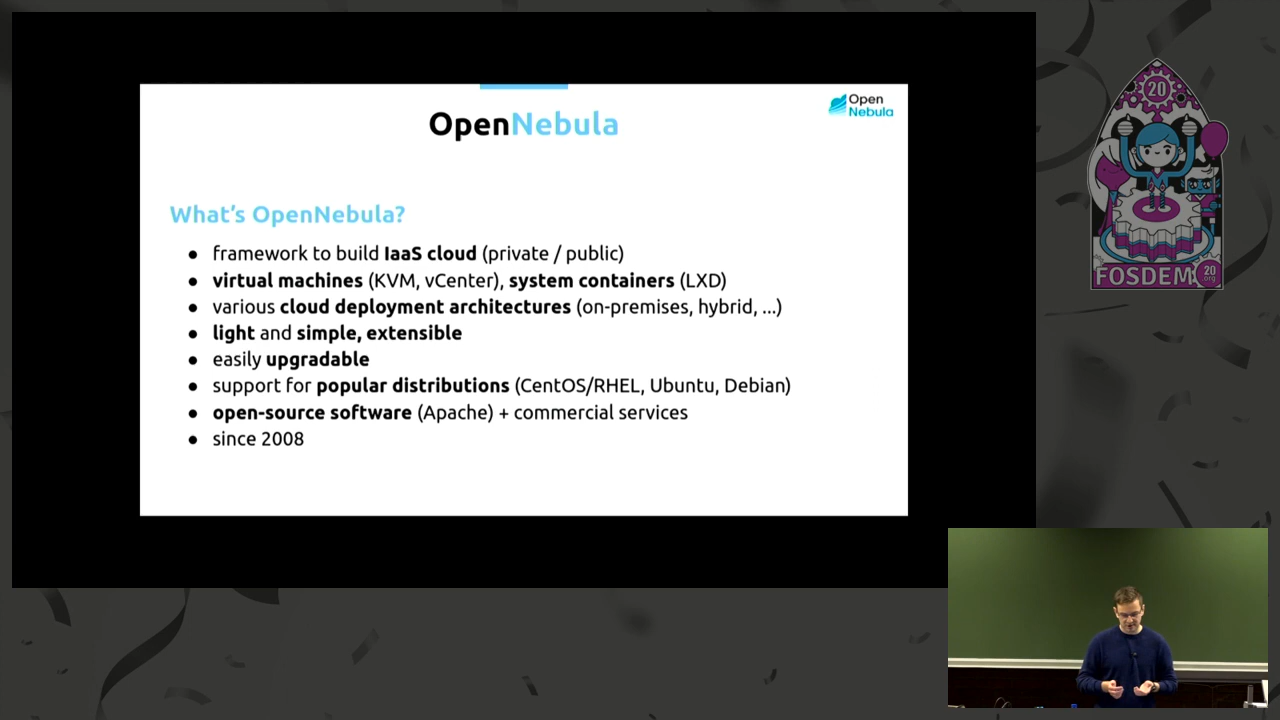 OpenNebula
Open
Nebula
What's OpenNebula?
● framework to build IaaS cloud (private / public)
● virtual machines (KVM, vCenter), system containers (LXD)
● various cloud deployment architectures (on-premises, hybrid, ...)
● light and simple, extensible
● easily upgradable
● support for popular distributions (CentOS/RHEL, Ubuntu, Debian)
● open-source software (Apache) + commercial services
● since 2008
20
FOSDEM
20
.org